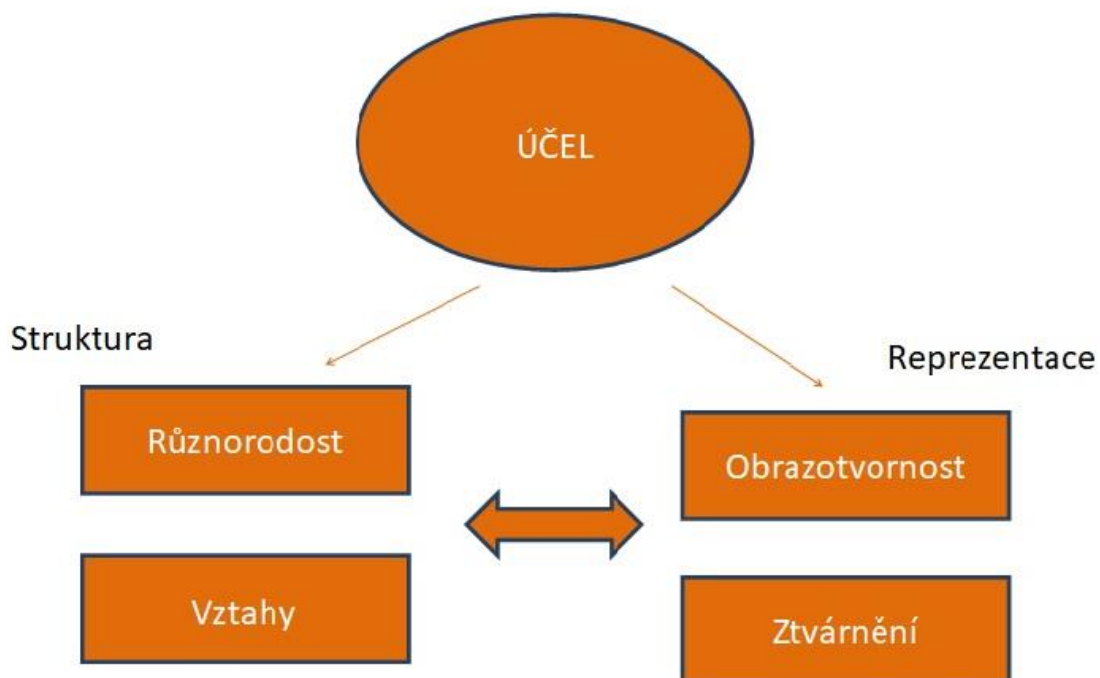 ÚČEL
Struktura
Reprezentace
Různorodost
Obrazotvornost
Vztahy
Ztvárnění